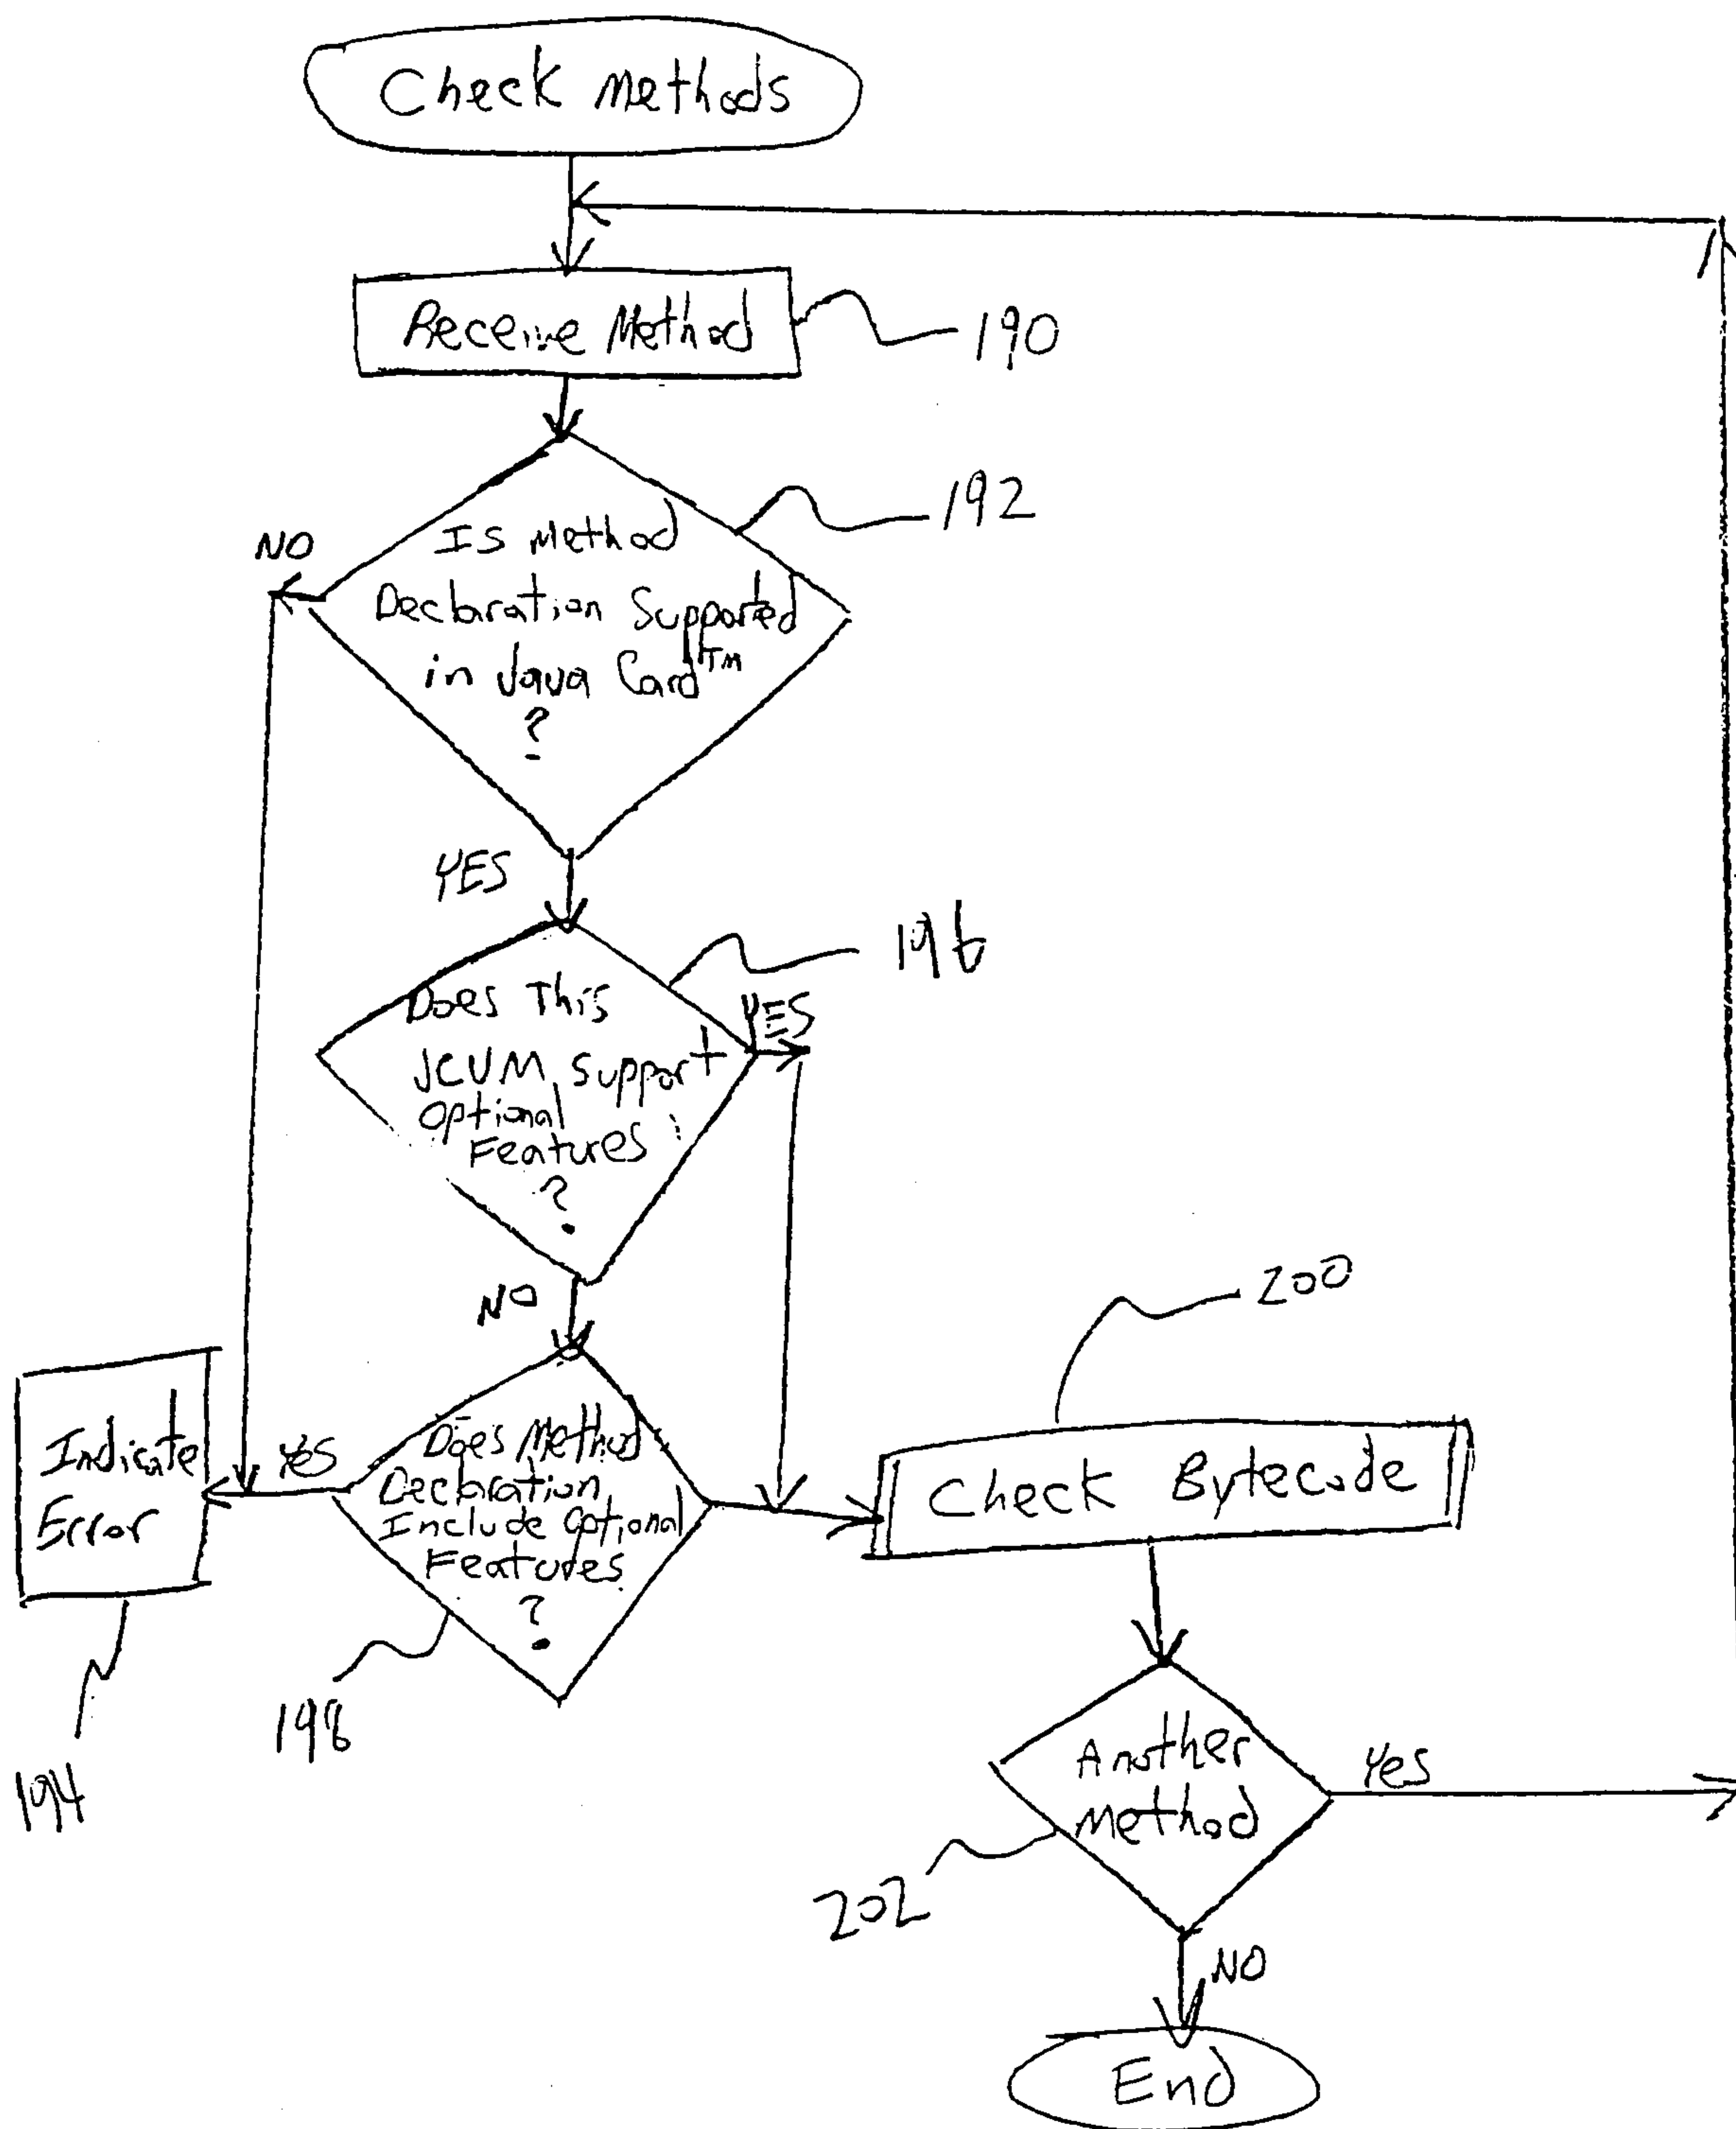 Check Methods
Receive Method
190
192
NO
Is Method
Declaration Supported
in Java Card™
?
YES
196
Does This
YES
JCVM Support
Optional
Features
?
NO
200
Indicate
Error
Yes
Does Method
Declaration
Include Optional
Features
?
Check Bytecode
198
194
Another
Method
Yes
202
NO
End